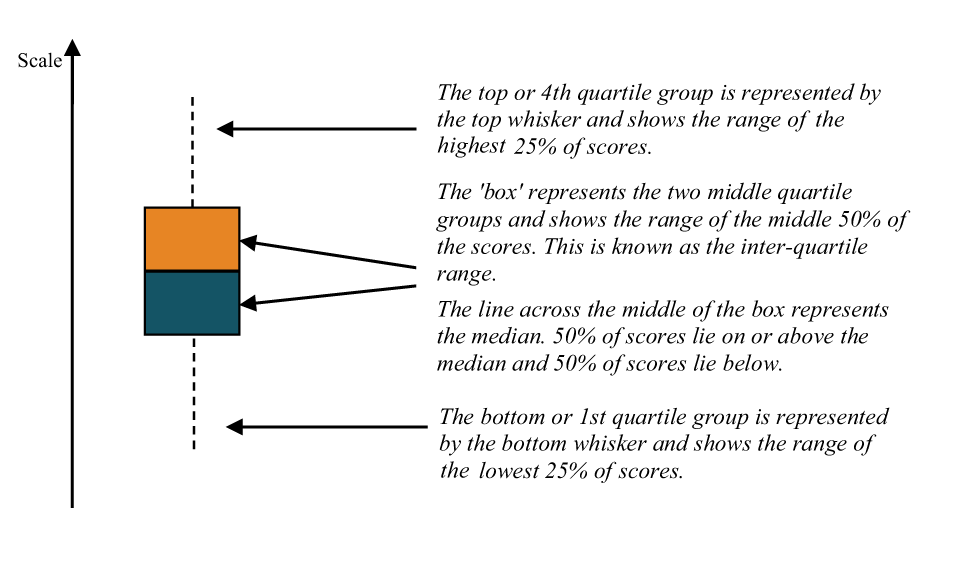 Scale
The top or 4th quartile group is represented by
the top whisker and shows the range of the
highest 25% of scores.
The 'box' represents the two middle quartile
groups and shows the range of the middle 50% of
the scores. This is known as the inter-quartile
range.
The line across the middle of the box represents
the median. 50% of scores lie on or above the
median and 50% of scores lie below.
The bottom or 1st quartile group is represented
by the bottom whisker and shows the range of
the lowest 25% of scores.